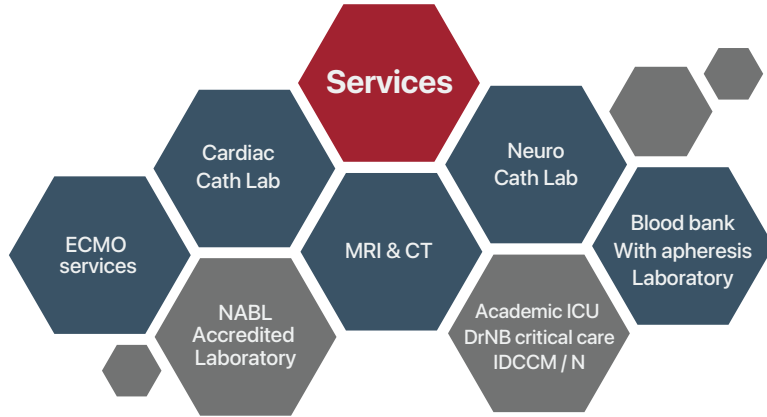 Services
Cardiac
Cath Lab
Neuro
Cath Lab
ECMO
services
MRI & CT
Blood bank
With apheresis
Laboratory
NABL
Accredited
Laboratory
Academic ICU
DrNB critical care
IDCCM / N